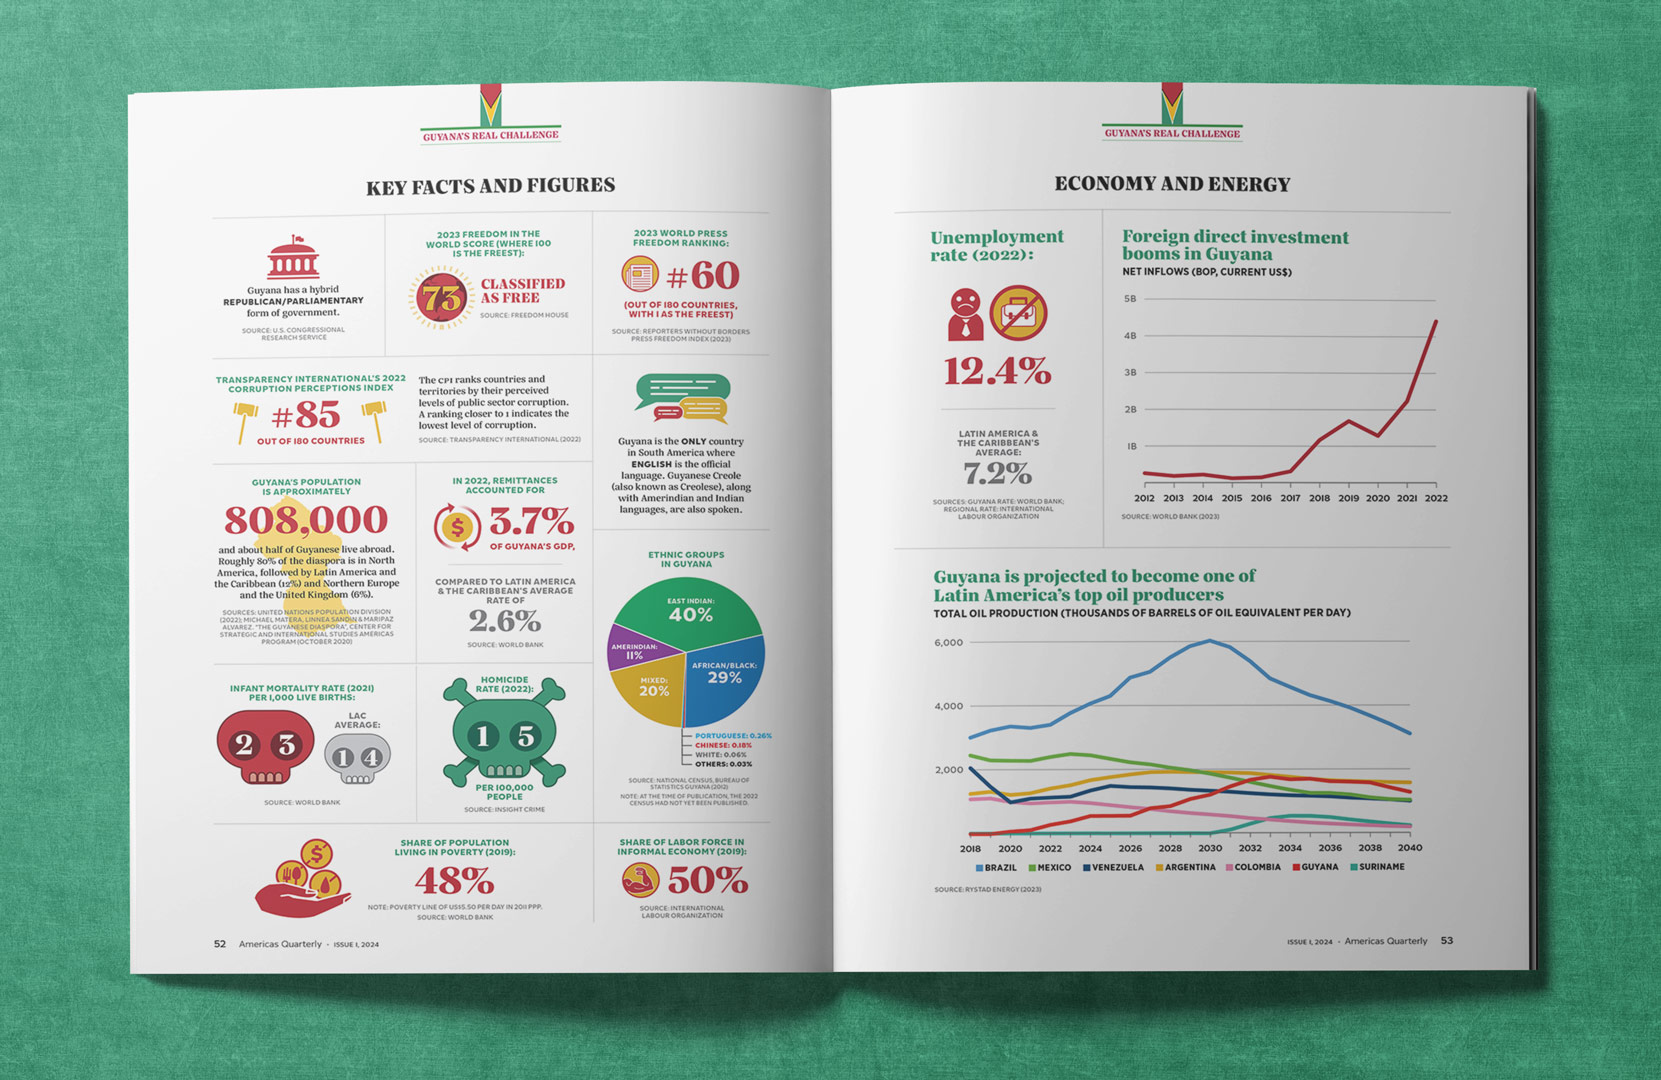 GUYANA'S REAL CHALLENGE
KEY FACTS AND FIGURES
Guyana has a hybrid
REPUBLICAN/PARLIAMENTARY
form of government.
SOURCE: U.S. CONGRESSIONAL
RESEARCH SERVICE
2023 FREEDOM IN THE
WORLD SCORE (WHERE 100
IS THE FREEST):
73
CLASSIFIED
AS FREE
SOURCE: FREEDOM HOUSE
2023 WORLD PRESS
FREEDOM RANKING:
#60
(OUT OF 180 COUNTRIES,
WITH 1 AS THE FREEST)
SOURCE: REPORTERS WITHOUT BORDERS
PRESS FREEDOM INDEX (2023)
TRANSPARENCY INTERNATIONAL'S 2022
CORRUPTION PERCEPTIONS INDEX
#85
OUT OF 180 COUNTRIES
The CPI ranks countries and
territories by their perceived
levels of public sector corruption.
A ranking closer to 1 indicates the
lowest level of corruption.
SOURCE: TRANSPARENCY INTERNATIONAL (2022)
Guyana is the ONLY country
in South America where
ENGLISH is the official
language. Guyanese Creole
(also known as Creolese), along
with Amerindian and Indian
languages, are also spoken.
GUYANA'S POPULATION
IS APPROXIMATELY
808,000
and about half of Guyanese live abroad.
Roughly 80% of the diaspora is in North
America, followed by Latin America and
the Caribbean (12%) and Northern Europe
and the United Kingdom (6%).
SOURCES: UNITED NATIONS POPULATION DIVISION
(2022); MICHAEL MATERA, LINNEA SANDIN & MARIPAZ
ALVAREZ. "THE GUYANESE DIASPORA", CENTER FOR
STRATEGIC AND INTERNATIONAL STUDIES AMERICAS
PROGRAM (OCTOBER 2020)
IN 2022, REMITTANCES
ACCOUNTED FOR
$
3.7%
OF GUYANA'S GDP,
COMPARED TO LATIN AMERICA
& THE CARIBBEAN'S AVERAGE
RATE OF
2.6%
SOURCE: WORLD BANK
ETHNIC GROUPS
IN GUYANA
EAST INDIAN:
40%
AMERINDIAN:
11%
AFRICAN/BLACK:
29%
MIXED:
20%
PORTUGUESE: 0.26%
CHINESE: 0.18%
WHITE: 0.06%
OTHERS: 0.03%
SOURCE: NATIONAL CENSUS, BUREAU OF
STATISTICS GUYANA (2012)
NOTE: AT THE TIME OF PUBLICATION, THE 2022
CENSUS HAD NOT YET BEEN PUBLISHED.
INFANT MORTALITY RATE (2021)
PER 1,000 LIVE BIRTHS:
23
LAC
AVERAGE:
14
SOURCE: WORLD BANK
HOMICIDE
RATE (2022):
15
PER 100,000
PEOPLE
SOURCE: INSIGHT CRIME
$
SHARE OF POPULATION
LIVING IN POVERTY (2019):
48%
NOTE: POVERTY LINE OF US$5.50 PER DAY IN 2011 PPP.
SOURCE: WORLD BANK
SHARE OF LABOR FORCE IN
INFORMAL ECONOMY (2019):
50%
SOURCE: INTERNATIONAL
LABOUR ORGANIZATION
52 Americas Quarterly · ISSUE 1, 2024
GUYANA'S REAL CHALLENGE
ECONOMY AND ENERGY
Unemployment
rate (2022):
12.4%
LATIN AMERICA &
THE CARIBBEAN'S
AVERAGE:
7.2%
SOURCES: GUYANA RATE: WORLD BANK;
REGIONAL RATE: INTERNATIONAL
LABOUR ORGANIZATION
Foreign direct investment
booms in Guyana
NET INFLOWS (BOP, CURRENT US$)
5B
4B
3B
2B
1B
2012 2013 2014 2015 2016 2017 2018 2019 2020 2021 2022
SOURCE: WORLD BANK (2023)
Guyana is projected to become one of
Latin America's top oil producers
TOTAL OIL PRODUCTION (THOUSANDS OF BARRELS OF OIL EQUIVALENT PER DAY)
6,000
4,000
2,000
2018 2020 2022 2024 2026 2028 2030 2032 2034 2036 2038 2040
BRAZIL MEXICO VENEZUELA ARGENTINA COLOMBIA GUYANA SURINAME
SOURCE: RYSTAD ENERGY (2023)
ISSUE 1, 2024 · Americas Quarterly 53